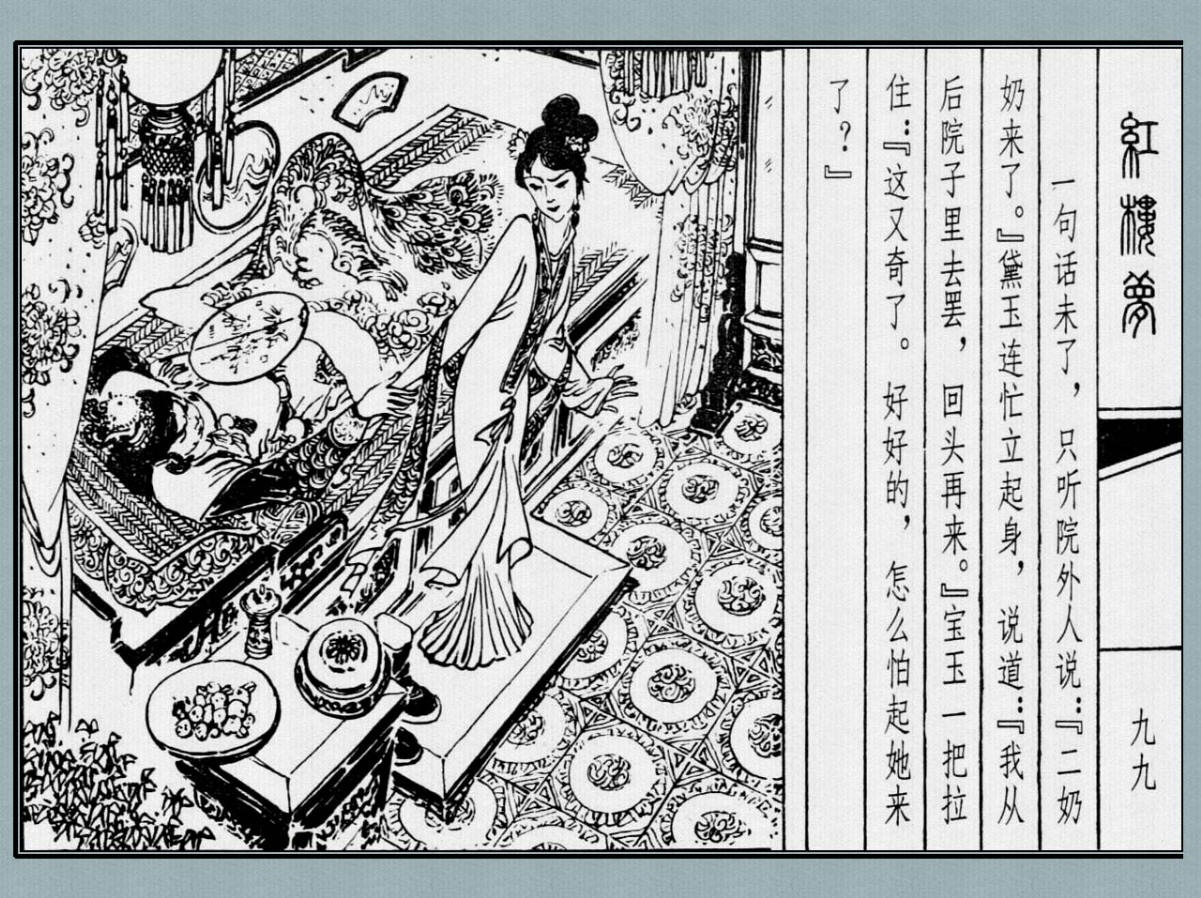 紅樓夢
九九
一句话未了，只听院外人说：『二奶
奶来了。』黛玉连忙立起身，说道：『我从
后院子里去罢，回头再来。』宝玉一把拉
住：『这又奇了。好好的，怎么怕起她来
了？』